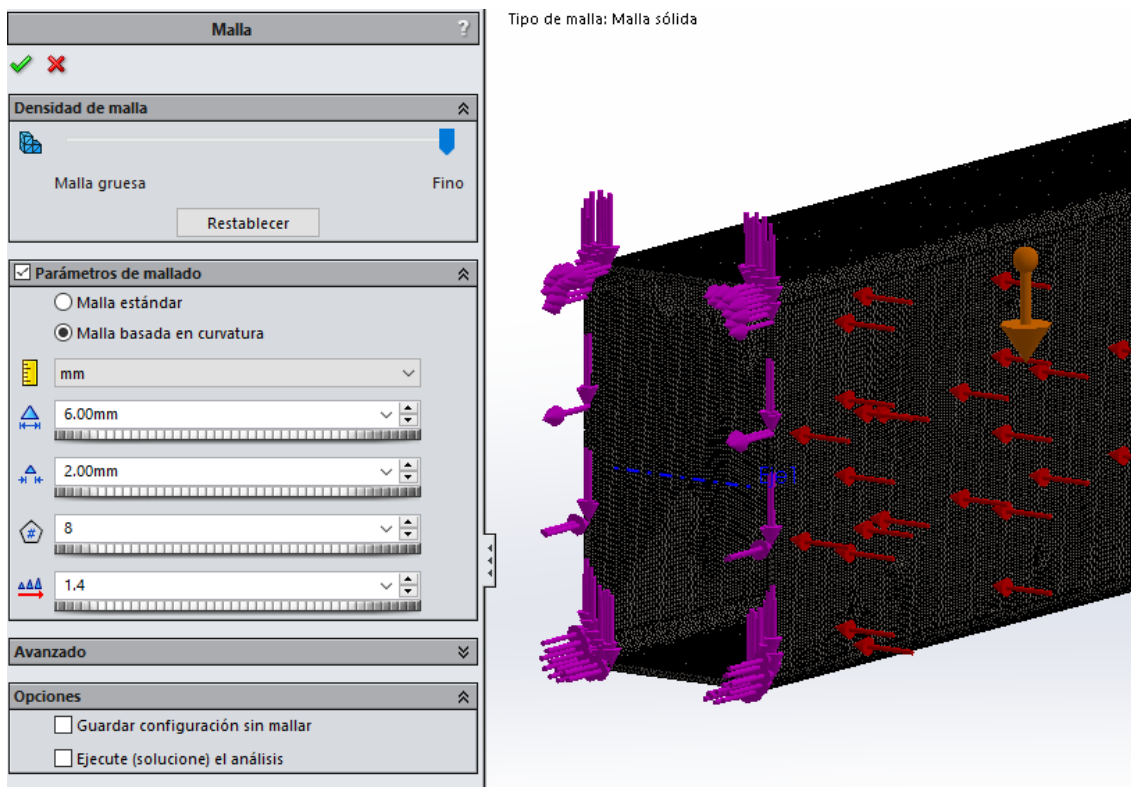 Malla
?
Tipo de malla: Malla sólida
Densidad de malla
Malla gruesa
Fino
Restablecer
Parámetros de mallado
Malla estándar
Malla basada en curvatura
mm
6.00mm
2.00mm
#
8
1.4
Avanzado
Opciones
Guardar configuración sin mallar
Ejecute (solucione) el análisis
Eje1